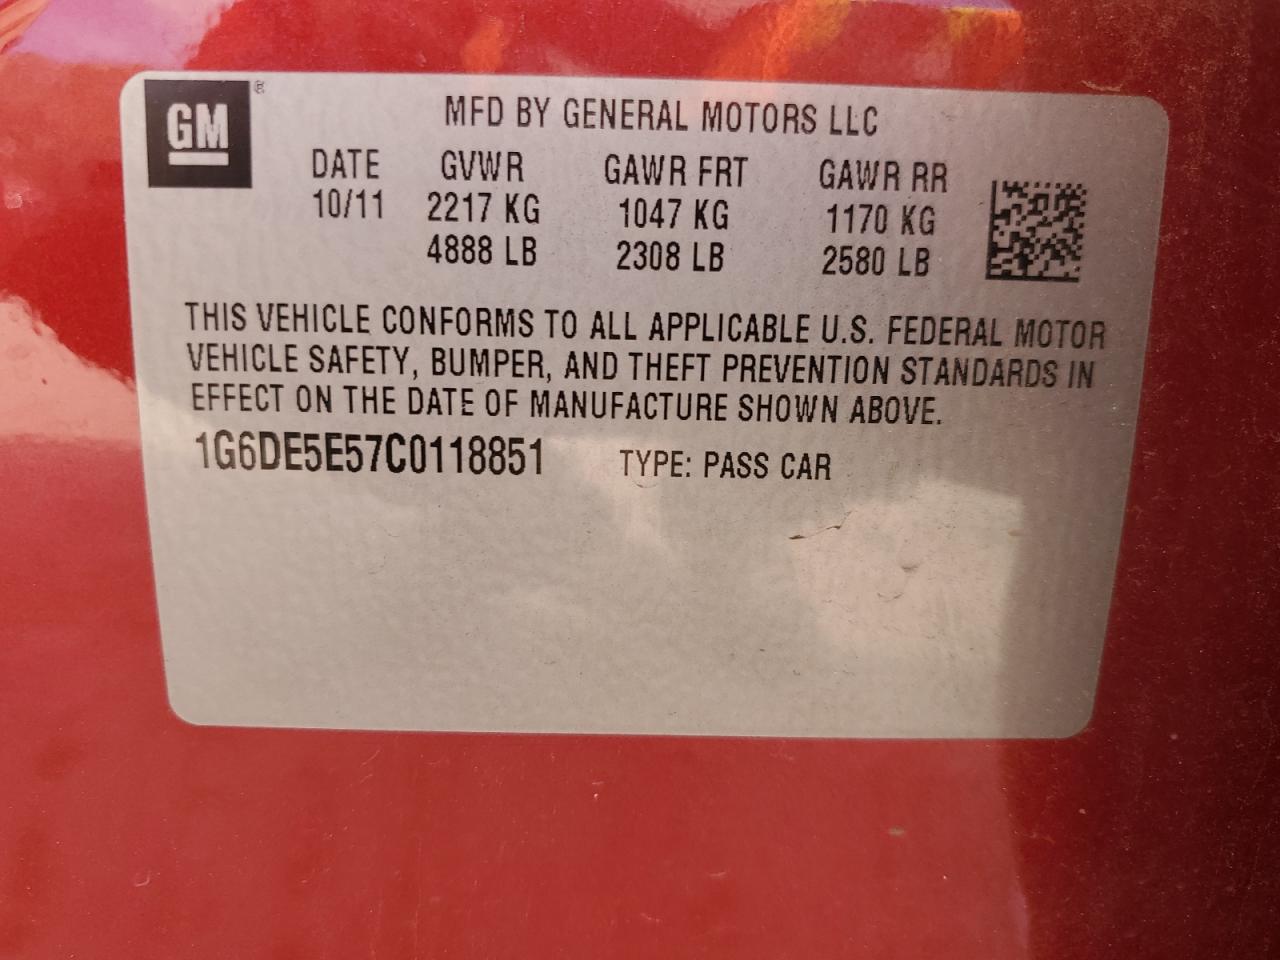 GM ®
MFD BY GENERAL MOTORS LLC
DATE GVWR GAWR FRT GAWR RR
10/11 2217 KG 1047 KG 1170 KG
4888 LB 2308 LB 2580 LB
THIS VEHICLE CONFORMS TO ALL APPLICABLE U.S. FEDERAL MOTOR
VEHICLE SAFETY, BUMPER, AND THEFT PREVENTION STANDARDS IN
EFFECT ON THE DATE OF MANUFACTURE SHOWN ABOVE.
1G6DE5E57C0118851 TYPE: PASS CAR